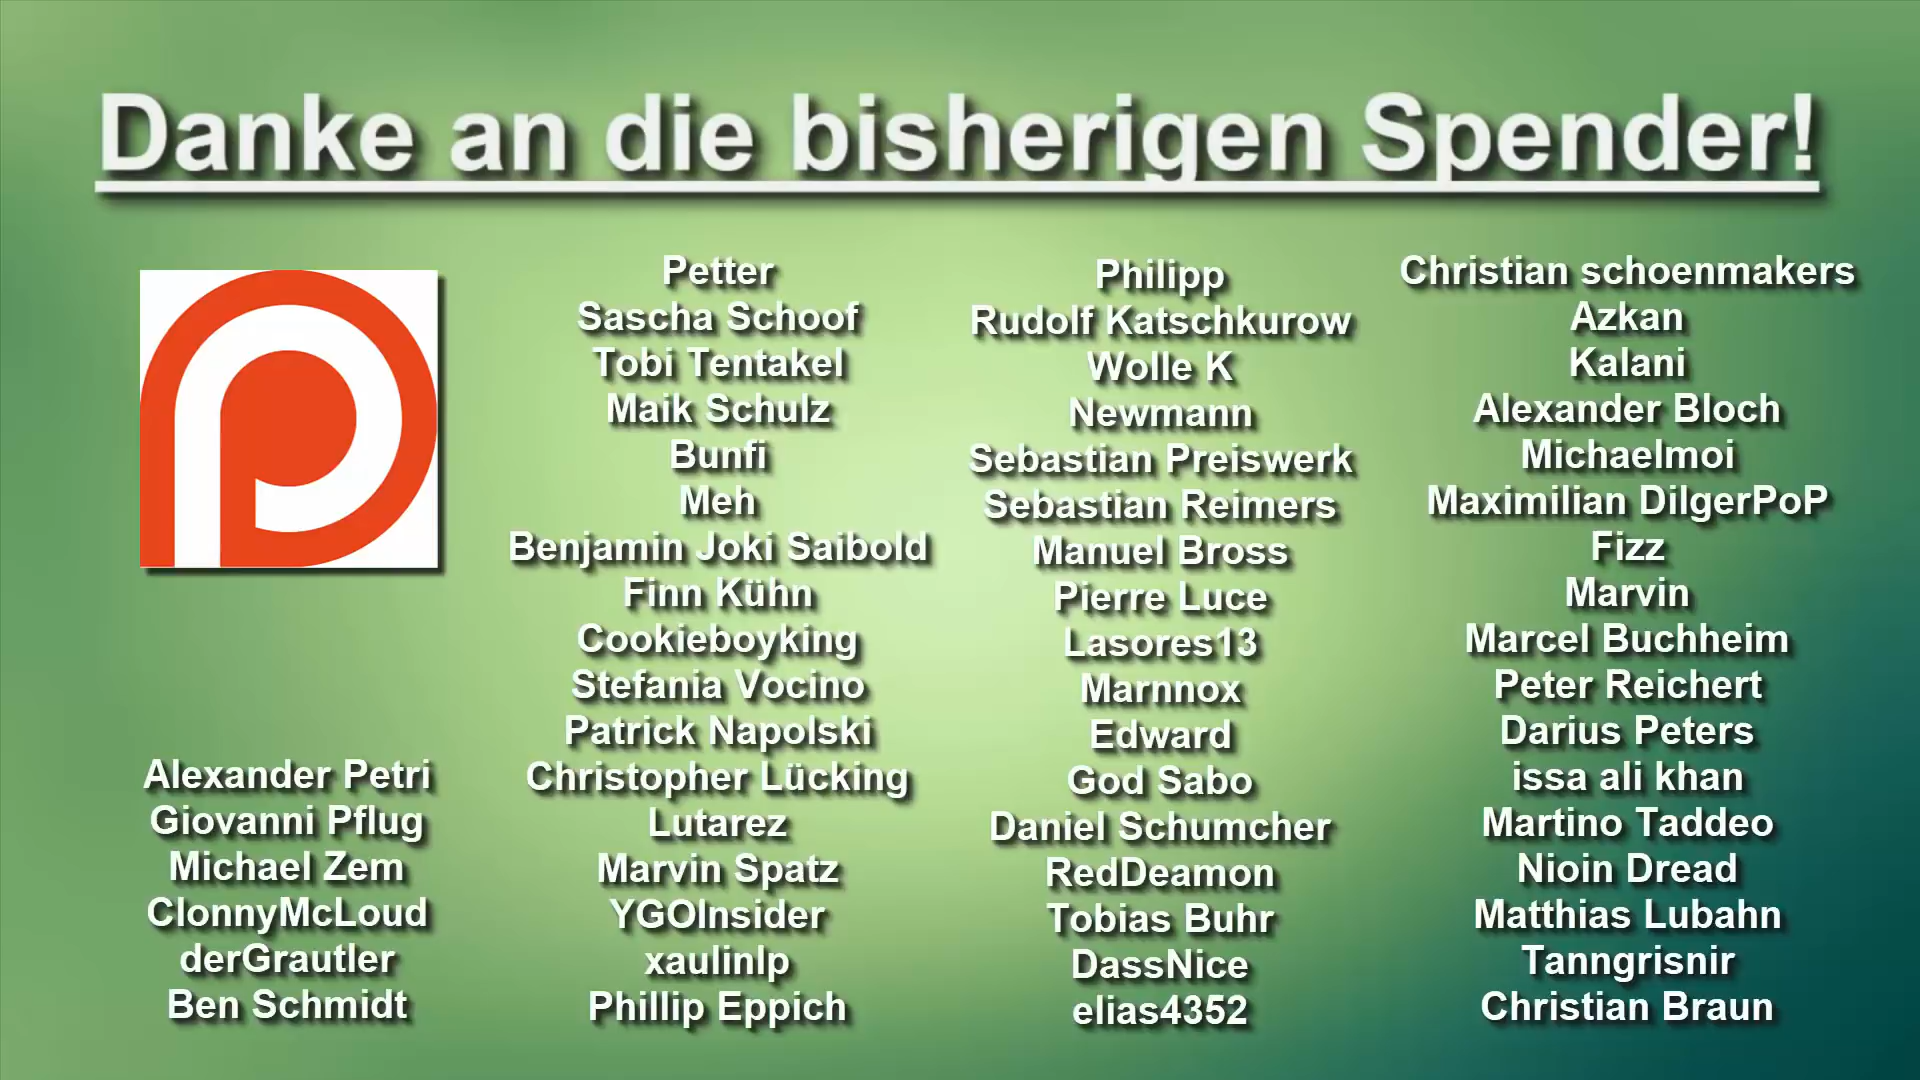 Danke an die bisherigen Spender!
Alexander Petri
Giovanni Pflug
Michael Zem
ClonnyMcLoud
derGrautler
Ben Schmidt
Petter
Sascha Schoof
Tobi Tentakel
Maik Schulz
Bunfi
Meh
Benjamin Joki Saibold
Finn Kühn
Cookieboyking
Stefania Vocino
Patrick Napolski
Christopher Lücking
Lutarez
Marvin Spatz
YGOInsider
xaulinlp
Phillip Eppich
Philipp
Rudolf Katschkurow
Wolle K
Newmann
Sebastian Preiswerk
Sebastian Reimers
Manuel Bross
Pierre Luce
Lasores13
Marnnox
Edward
God Sabo
Daniel Schumcher
RedDeamon
Tobias Buhr
DassNice
elias4352
Christian schoenmakers
Azkan
Kalani
Alexander Bloch
Michaelmoi
Maximilian DilgerPoP
Fizz
Marvin
Marcel Buchheim
Peter Reichert
Darius Peters
issa ali khan
Martino Taddeo
Nioin Dread
Matthias Lubahn
Tanngrisnir
Christian Braun